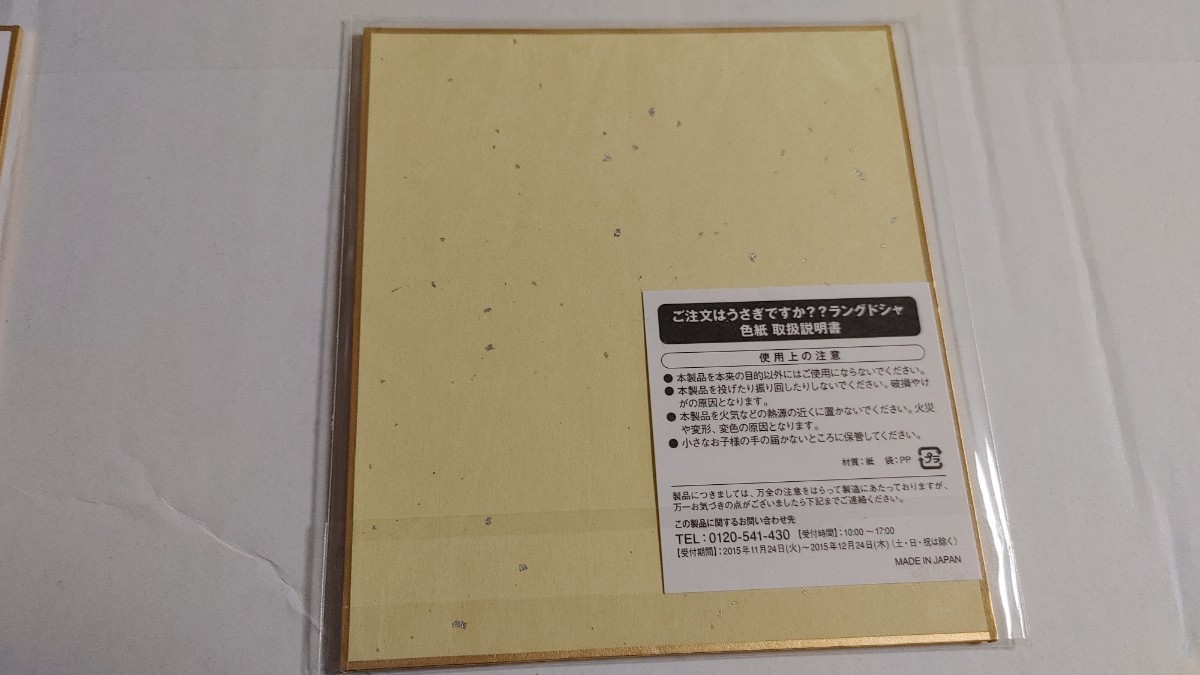 ご注文はうさぎですか??ラングドシャ
色紙 取扱説明書
使用上の注意
●本製品を本来の目的以外にはご使用にならないでください。
●本製品を投げたり振り回したりしないでください。破損やけ
がの原因となります。
●本製品を火気などの熱源の近くに置かないでください。火災
や変形、変色の原因となります。
●小さなお子様の手の届かないところに保管してください。
材質:紙 袋:PP プラ
製品につきましては、万全の注意をはらって製造にあたっておりますが、
万一お気づきの点がございましたら下記までご連絡ください。
この製品に関するお問い合わせ先
TEL:0120-541-430 【受付時間】:10:00~17:00
【受付期間】:2015年11月24日(火)~2015年12月24日(木)(土・日・祝は除く)
MADE IN JAPAN